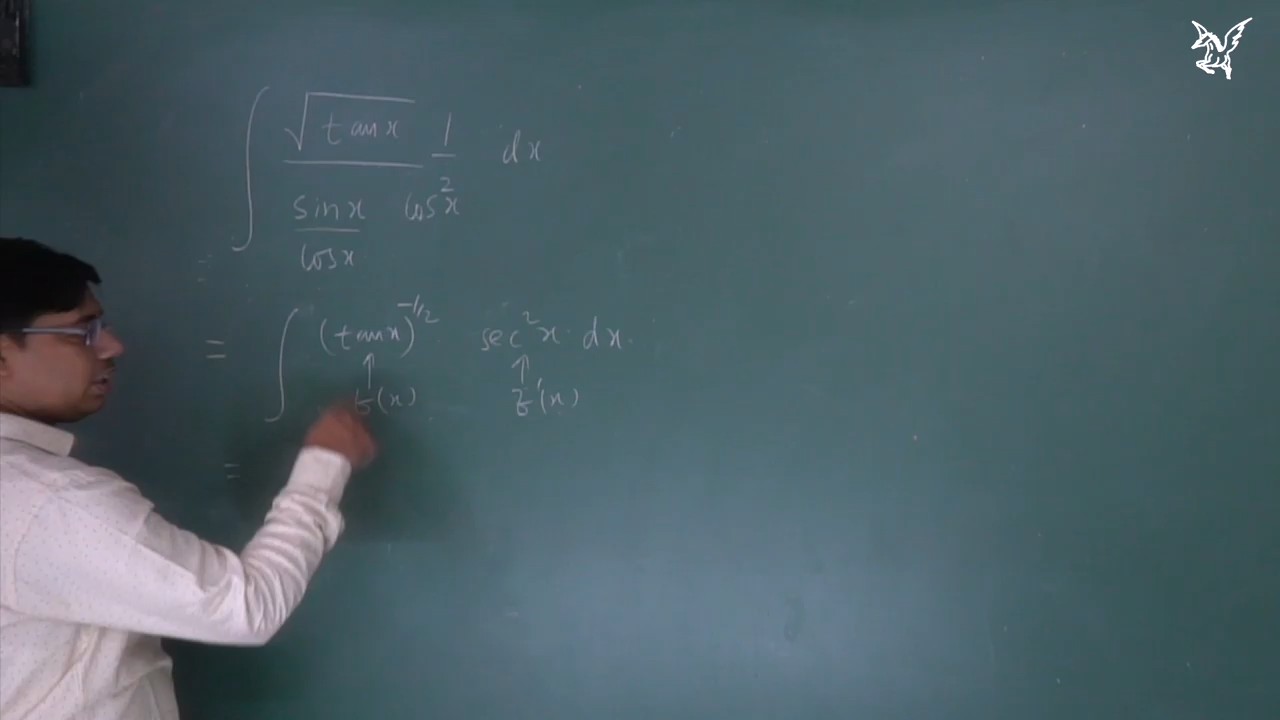 ∫ √(tan x) / ((sin x / cos x)) · 1 / cos²x dx
= ∫ (tan x)^(-1/2) sec²x · dx.
↑ ↑
f(x) f'(x)
=